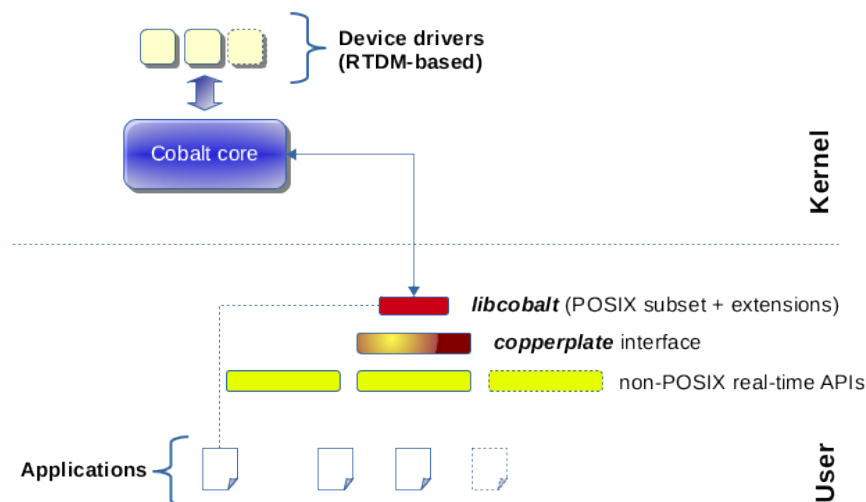 Device drivers
(RTDM-based)
Cobalt core
Kernel
libcobalt (POSIX subset + extensions)
copperplate interface
non-POSIX real-time APIs
Applications
User